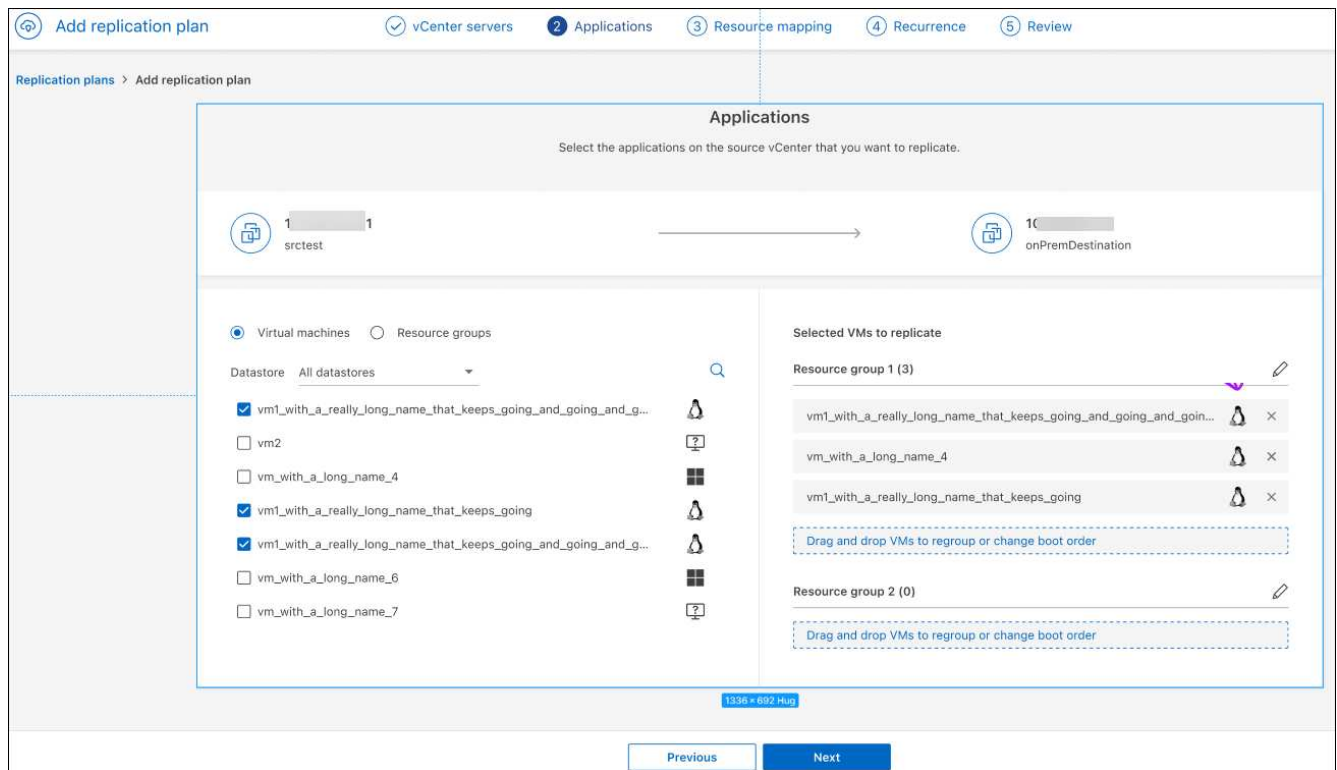 Add replication plan
vCenter servers
2 Applications
3 Resource mapping
4 Recurrence
5 Review
Replication plans > Add replication plan
Applications
Select the applications on the source vCenter that you want to replicate.
1 1
srctest
10
onPremDestination
Virtual machines
Resource groups
Datastore All datastores
vm1_with_a_really_long_name_that_keeps_going_and_going_and_g...
vm2
vm_with_a_long_name_4
vm1_with_a_really_long_name_that_keeps_going
vm1_with_a_really_long_name_that_keeps_going_and_going_and_g...
vm_with_a_long_name_6
vm_with_a_long_name_7
Selected VMs to replicate
Resource group 1 (3)
vm1_with_a_really_long_name_that_keeps_going_and_going_and_goin...
vm_with_a_long_name_4
vm1_with_a_really_long_name_that_keeps_going
Drag and drop VMs to regroup or change boot order
Resource group 2 (0)
Drag and drop VMs to regroup or change boot order
1336 × 692 Hug
Previous
Next